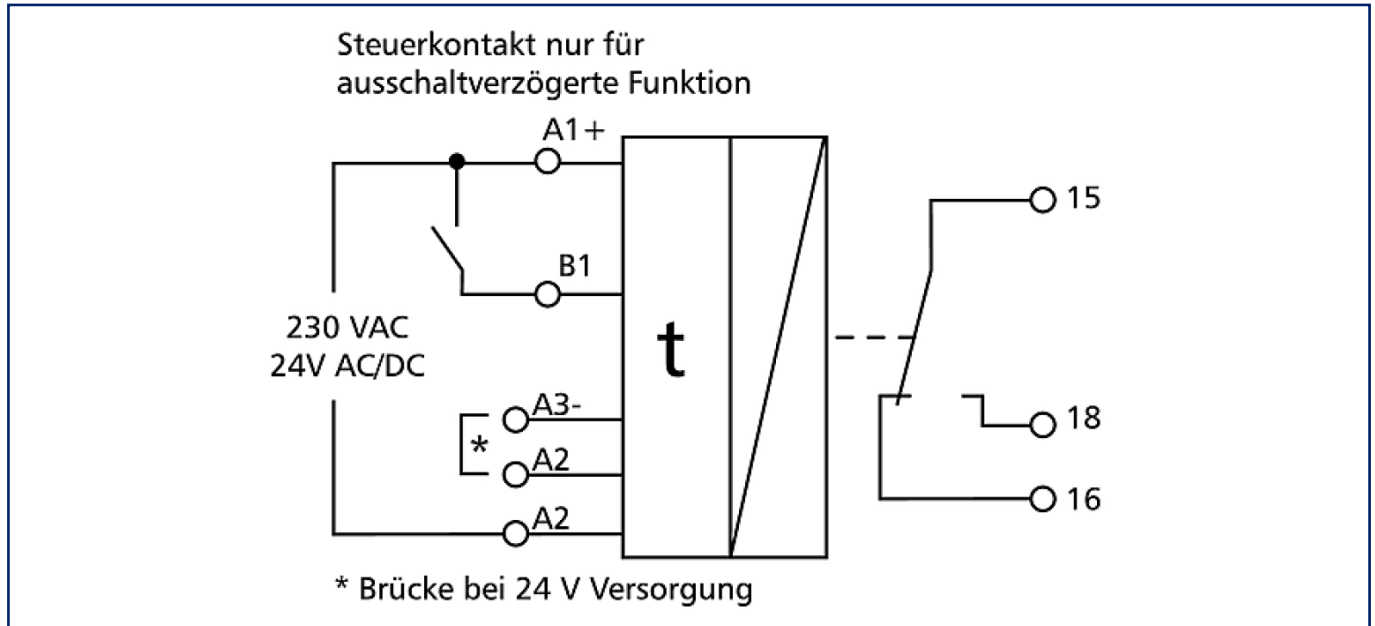 Steuerkontakt nur für
ausschaltverzögerte Funktion
A1+
15
B1
230 VAC
24V AC/DC
t
A3-
18
*
A2
16
A2
* Brücke bei 24 V Versorgung